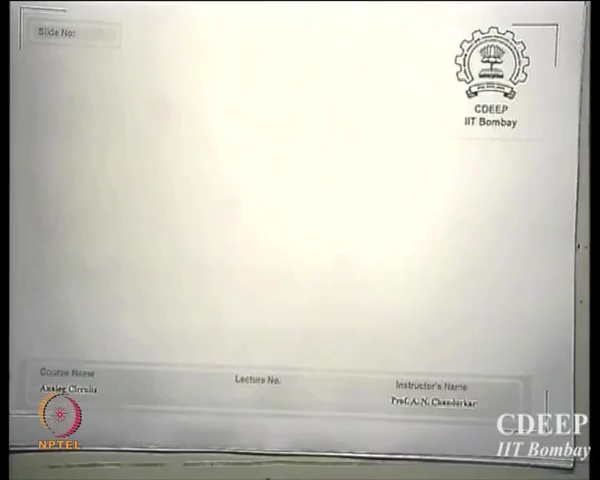 Slide No:
CDEEP
IIT Bombay
Course Name
Lecture No.
Instructor's Name
Analog Circuits
Prof. A. N. Chandorkar
NPTEL
CDEEP
IIT Bombay